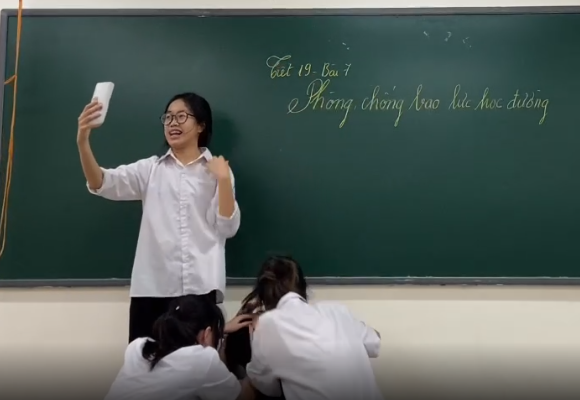 Tiết 19 - Bài 7
Phòng, chống bạo lực học đường